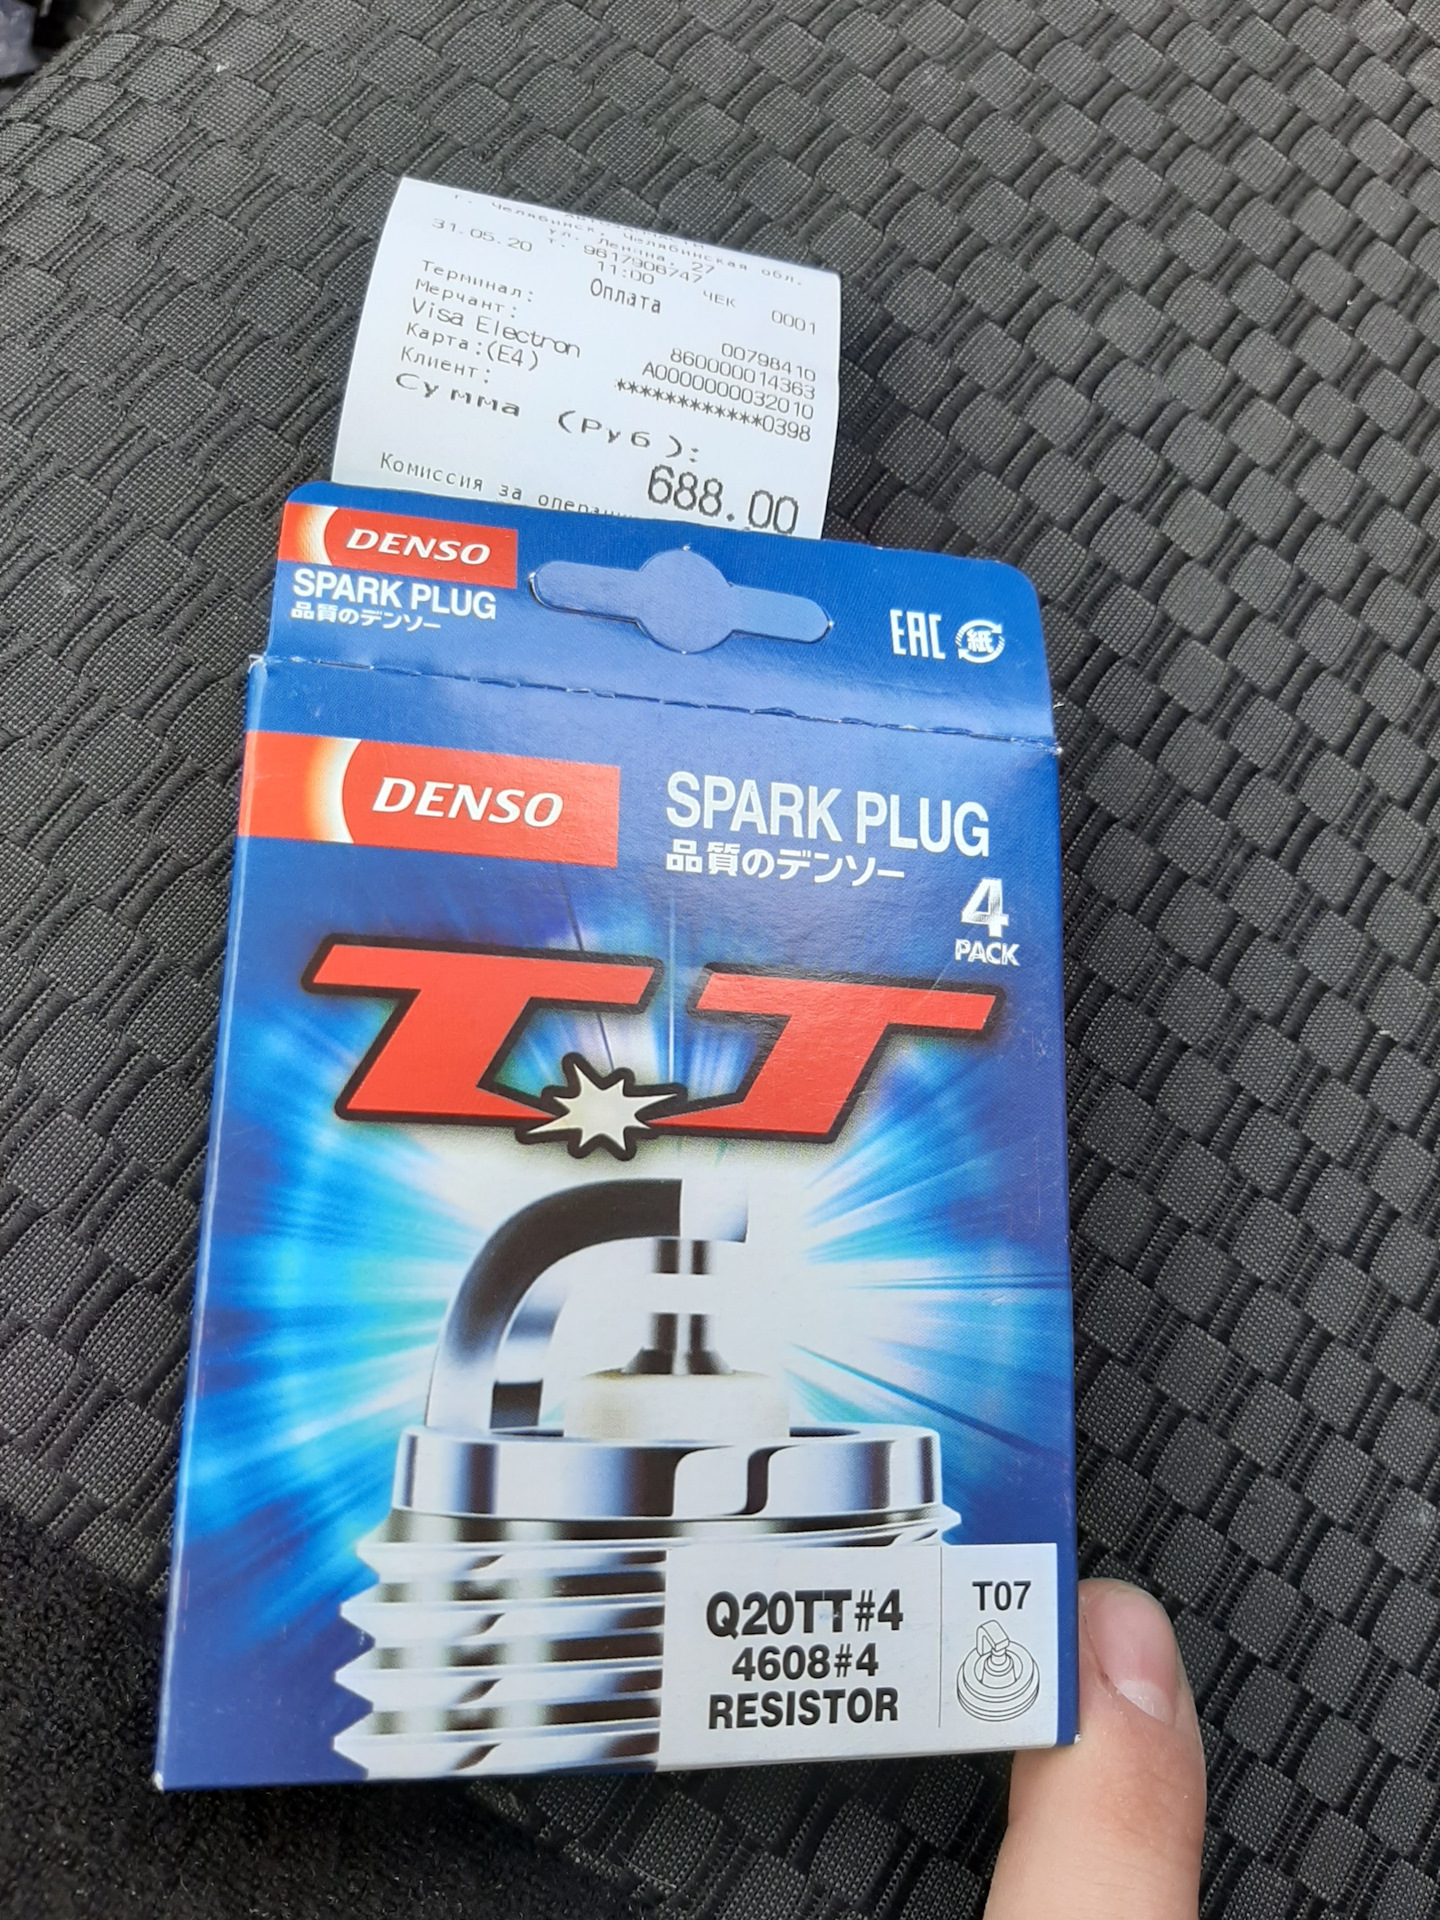 г. Челябинск, Челябинская обл.
ул. Ленина, 27
т. 9617906747
31.05.20 11:00 ЧЕК 0001
Оплата
Терминал: 00798410
Мерчант: 860000014363
Visa Electron A0000000032010
Карта:(E4) ************0398
Клиент:
Сумма (Руб):
688.00
Комиссия за
DENSO
SPARK PLUG
品質のデンソー
EAC
紙
DENSO
SPARK PLUG
品質のデンソー
4
PACK
TT
Q20TT#4
4608#4
RESISTOR
T07